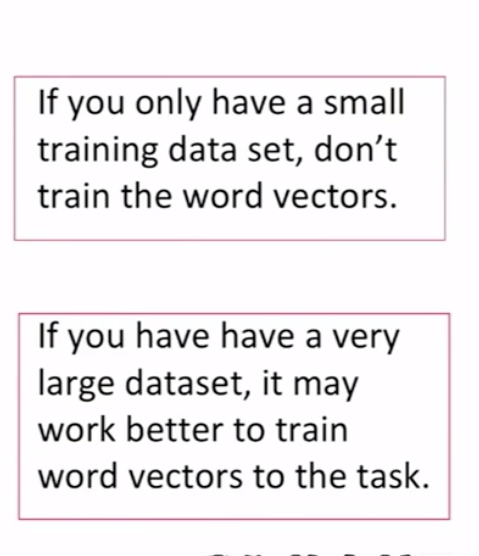 If you only have a small
training data set, don’t
train the word vectors.
If you have have a very
large dataset, it may
work better to train
word vectors to the task.